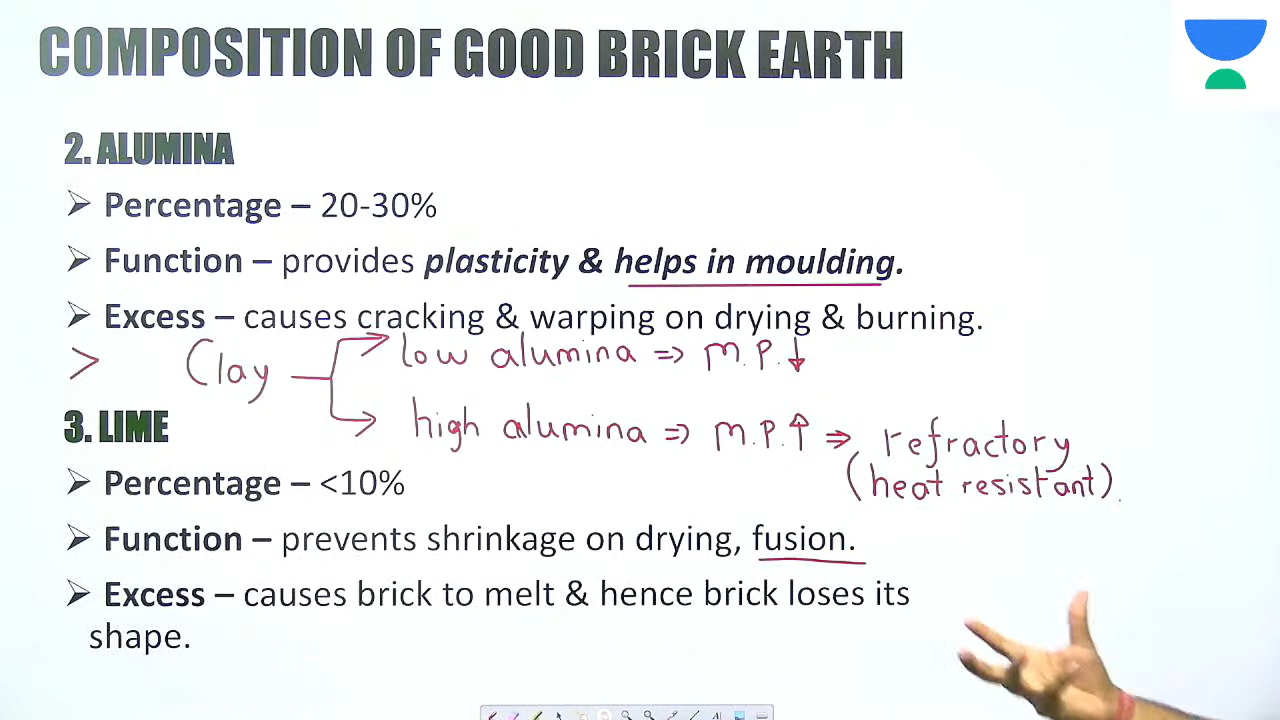 COMPOSITION OF GOOD BRICK EARTH
2. ALUMINA
➢ Percentage – 20-30%
➢ Function – provides plasticity & helps in moulding.
➢ Excess – causes cracking & warping on drying & burning.
> Clay
low alumina ⇒ M.P.↓
high alumina ⇒ M.P.↑ ⇒ refractory
(heat resistant).
3. LIME
➢ Percentage – <10%
➢ Function – prevents shrinkage on drying, fusion.
➢ Excess – causes brick to melt & hence brick loses its
shape.